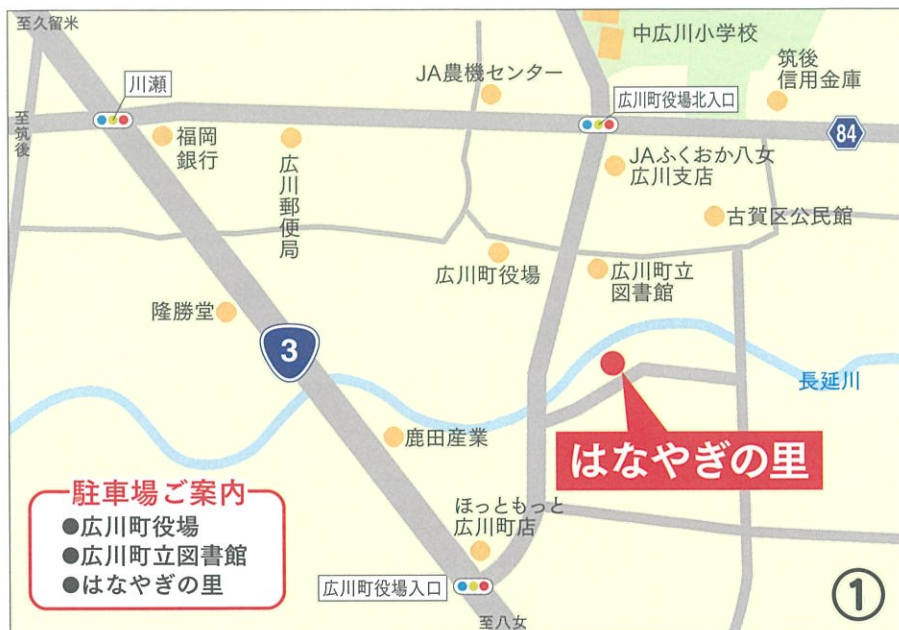 至久留米
中広川小学校
川瀬
JA農機センター
筑後
信用金庫
広川町役場北入口
至筑後
福岡
銀行
広川郵便局
84
JAふくおか八女
広川支店
古賀区公民館
広川町役場
広川町立
図書館
隆勝堂
3
長延川
鹿田産業
はなやぎの里
駐車場ご案内
●広川町役場
●広川町立図書館
●はなやぎの里
ほっともっと
広川町店
広川町役場入口
至八女
①